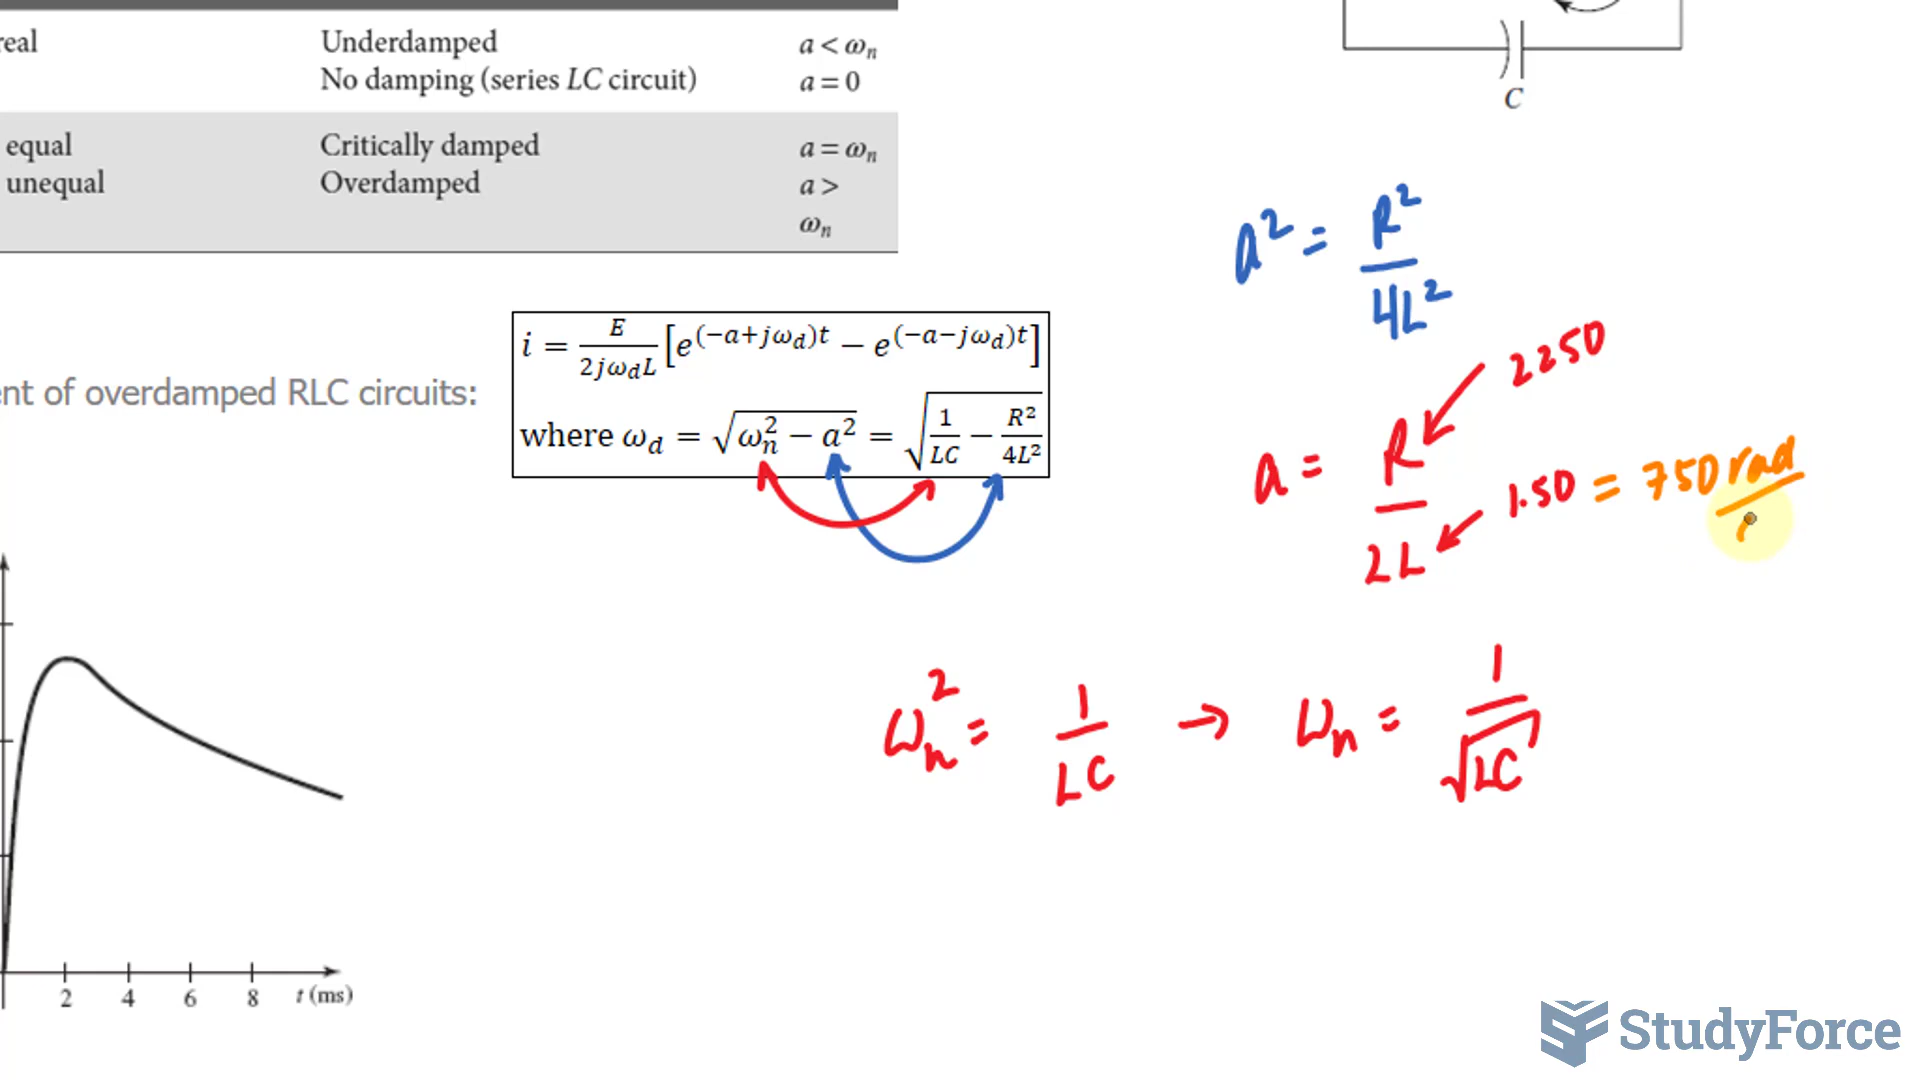 real Underdamped a < ωn
No damping (series LC circuit) a = 0
equal Critically damped a = ωn
unequal Overdamped a >
ωn
C
a² = R²/4L²
ent of overdamped RLC circuits:
i = E/2jωdL [e^(−a+jωd)t − e^(−a−jωd)t]
where ωd = √(ωn² − a²) = √(1/LC − R²/4L²)
2250
a = R/2L 1.50 = 750 rad/
ωn² = 1/LC → ωn = 1/√LC
2 4 6 8 t (ms)
StudyForce